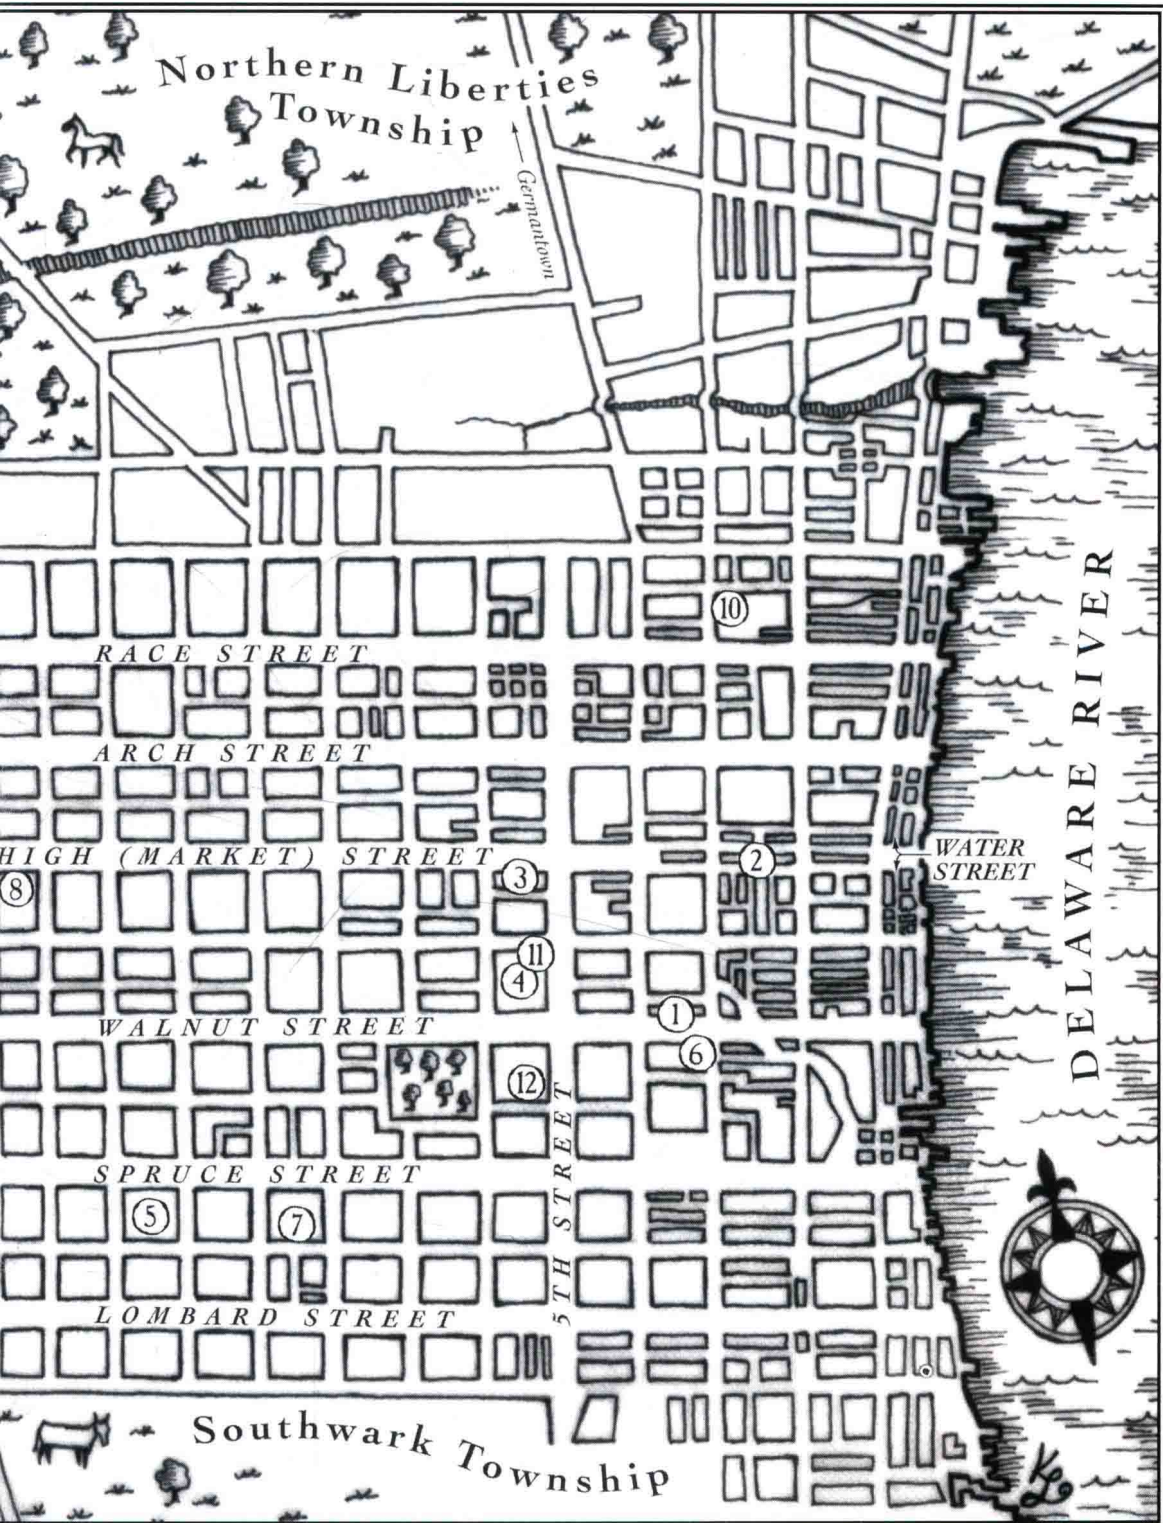 Northern Liberties
Township
Germantown
10
RACE STREET
ARCH STREET
HIGH (MARKET) STREET
WATER
STREET
2
3
8
11
4
1
WALNUT STREET
6
12
5TH STREET
SPRUCE STREET
5
7
LOMBARD STREET
DELAWARE RIVER
Southwark Township